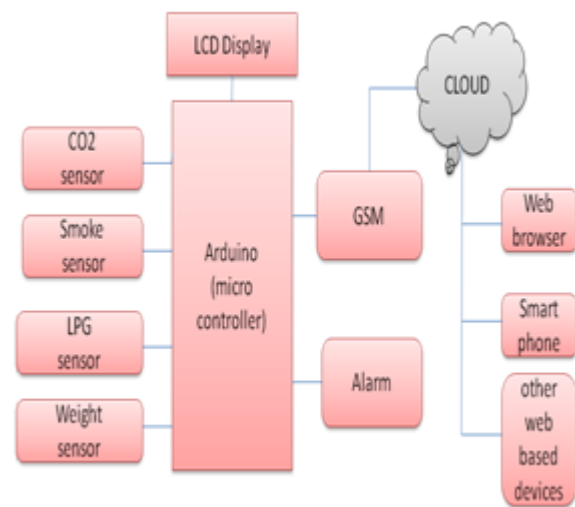 LCD Display
CLOUD
CO2
sensor
Smoke
sensor
LPG
sensor
Weight
sensor
Arduino
(micro
controller)
GSM
Alarm
Web
browser
Smart
phone
other
web
based
devices